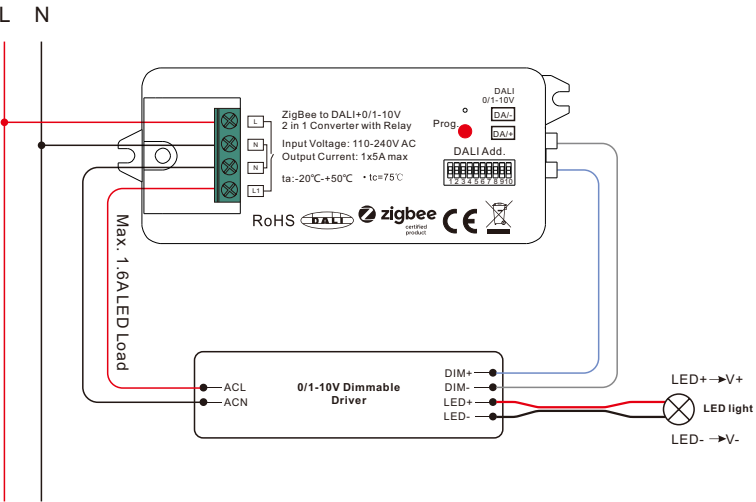 L N
DALI
0/1-10V
DA/-
DA/+
Prog.
DALI Add.
1 2 3 4 5 6 7 8 9 10
L
N
N
L1
ZigBee to DALI+0/1-10V
2 in 1 Converter with Relay
Input Voltage: 110-240V AC
Output Current: 1x5A max
ta:-20℃-+50℃ • tc=75℃
RoHS
DALI
zigbee
certified
product
CE
Max. 1.6A LED Load
ACL
ACN
0/1-10V Dimmable
Driver
DIM+
DIM-
LED+
LED-
LED+→V+
LED light
LED- →V-